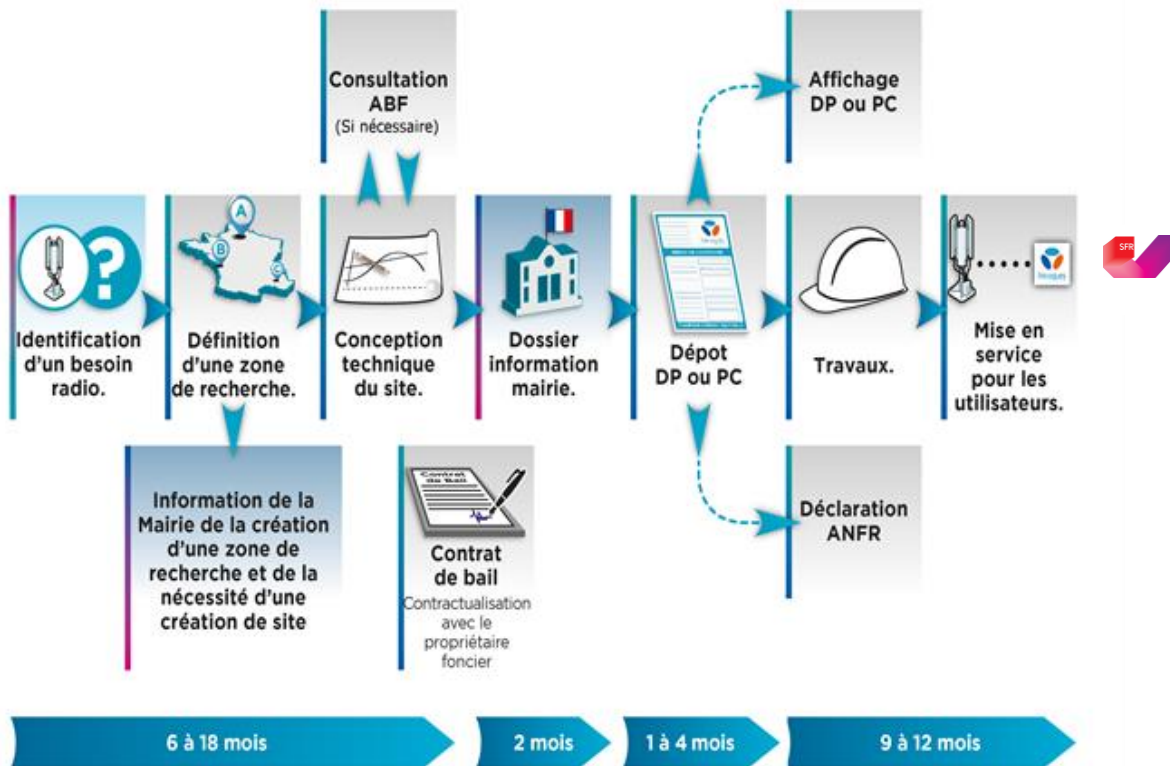 Consultation
ABF
(Si nécessaire)
Affichage
DP ou PC
A
B
C
SFR
Identification
d'un besoin
radio.
Définition
d'une zone
de recherche.
Conception
technique
du site.
Dossier
information
mairie.
Dépot
DP ou PC
Travaux.
Mise en
service
pour les
utilisateurs.
Information de la
Mairie de la création
d'une zone de
recherche et de la
nécessité d'une
création de site
Contrat
de Bail
Contrat
de bail
Contractualisation
avec le
propriétaire
foncier
Déclaration
ANFR
6 à 18 mois
2 mois
1 à 4 mois
9 à 12 mois